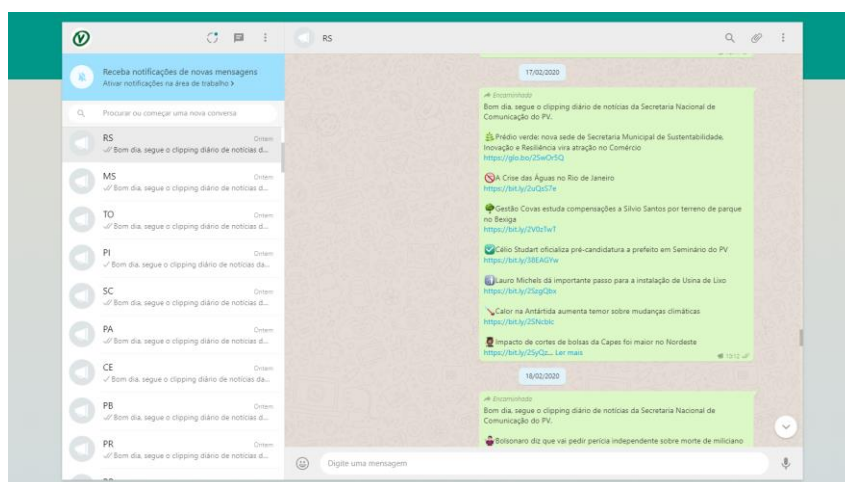 RS
Receba notificações de novas mensagens
Ativar notificações na área de trabalho >
Procurar ou começar uma nova conversa
RS Ontem
Bom dia, segue o clipping diário de notícias d...
MS Ontem
Bom dia, segue o clipping diário de notícias d...
TO Ontem
Bom dia, segue o clipping diário de notícias d...
PI Ontem
Bom dia, segue o clipping diário de notícias da...
SC Ontem
Bom dia, segue o clipping diário de notícias d...
PA Ontem
Bom dia, segue o clipping diário de notícias d...
CE Ontem
Bom dia, segue o clipping diário de notícias da...
PB Ontem
Bom dia, segue o clipping diário de notícias d...
PR Ontem
Bom dia, segue o clipping diário de notícias d...
17/02/2020
Encaminhada
Bom dia, segue o clipping diário de notícias da Secretaria Nacional de
Comunicação do PV.
Prédio verde: nova sede de Secretaria Municipal de Sustentabilidade,
Inovação e Resiliência vira atração no Comércio
https://glo.bo/2SwOr5Q
A Crise das Águas no Rio de Janeiro
https://bit.ly/2uQsS7e
Gestão Covas estuda compensações a Silvio Santos por terreno de parque
no Bexiga
https://bit.ly/2V0zTwT
Célio Studart oficializa pré-candidatura a prefeito em Seminário do PV
https://bit.ly/38EAGYw
Lauro Michels dá importante passo para a instalação de Usina de Lixo
https://bit.ly/2SzgQbx
Calor na Antártida aumenta temor sobre mudanças climáticas
https://bit.ly/2SNcbIc
Impacto de cortes de bolsas da Capes foi maior no Nordeste
https://bit.ly/2SyQz... Ler mais
10:12
18/02/2020
Encaminhada
Bom dia, segue o clipping diário de notícias da Secretaria Nacional de
Comunicação do PV.
Bolsonaro diz que vai pedir perícia independente sobre morte de miliciano
Digite uma mensagem